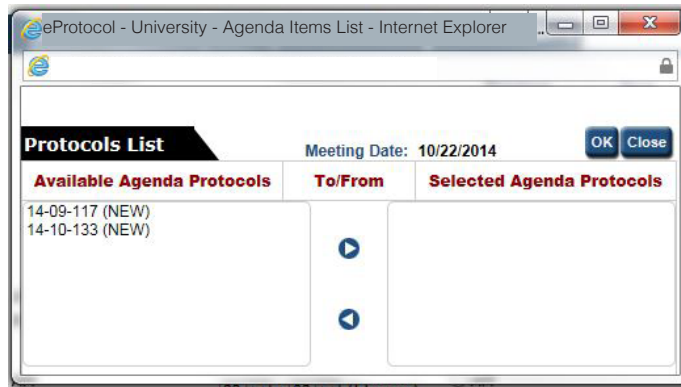 eProtocol - University - Agenda Items List - Internet Explorer
Protocols List
Meeting Date: 10/22/2014
OK Close
Available Agenda Protocols To/From Selected Agenda Protocols
14-09-117 (NEW)
14-10-133 (NEW)